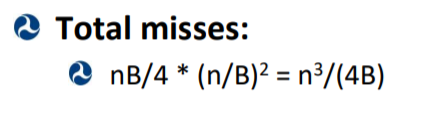 Total misses:
nB/4 * (n/B)² = n³/(4B)